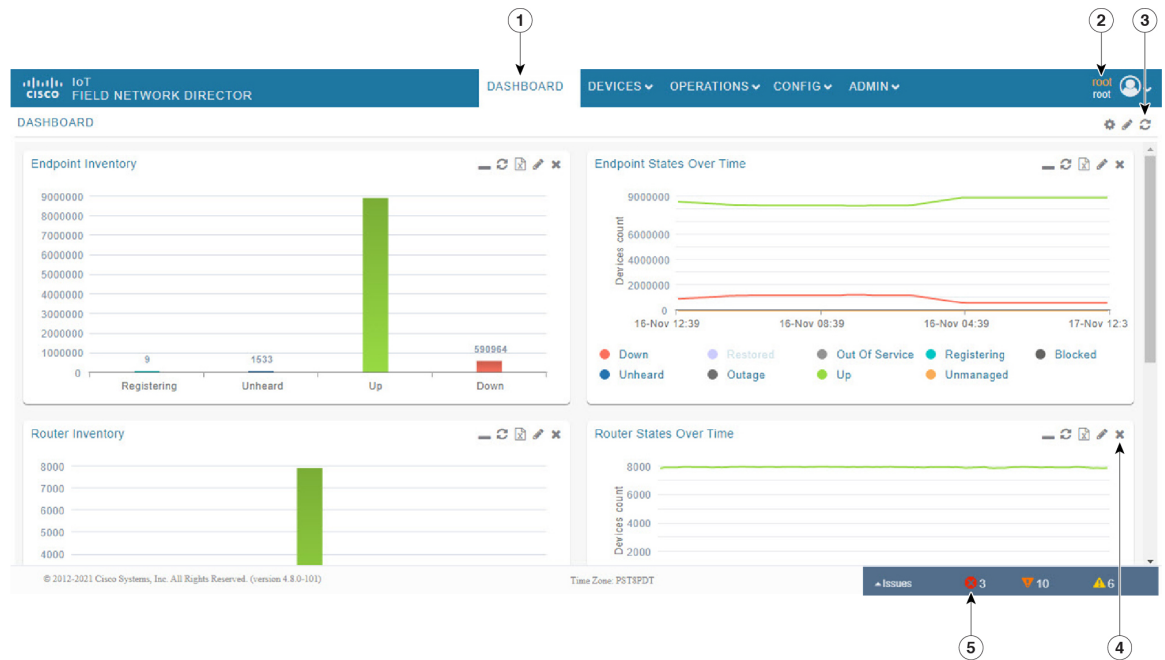 1 2 3
IoT
CISCO FIELD NETWORK DIRECTOR
DASHBOARD DEVICES OPERATIONS CONFIG ADMIN
root
root
DASHBOARD
Endpoint Inventory
9000000
8000000
7000000
6000000
5000000
4000000
3000000
2000000
1000000
0
9 1533 590964
Registering Unheard Up Down
Endpoint States Over Time
Devices count
9000000
6000000
4000000
2000000
0
16-Nov 12:39 16-Nov 08:39 16-Nov 04:39 17-Nov 12:3
Down Restored Out Of Service Registering Blocked
Unheard Outage Up Unmanaged
Router Inventory
8000
7000
6000
5000
4000
Router States Over Time
Devices count
8000
6000
4000
2000
© 2012-2021 Cisco Systems, Inc. All Rights Reserved. (version 4.8.0-101)
Time Zone: PST8PDT
Issues 3 10 6
5 4